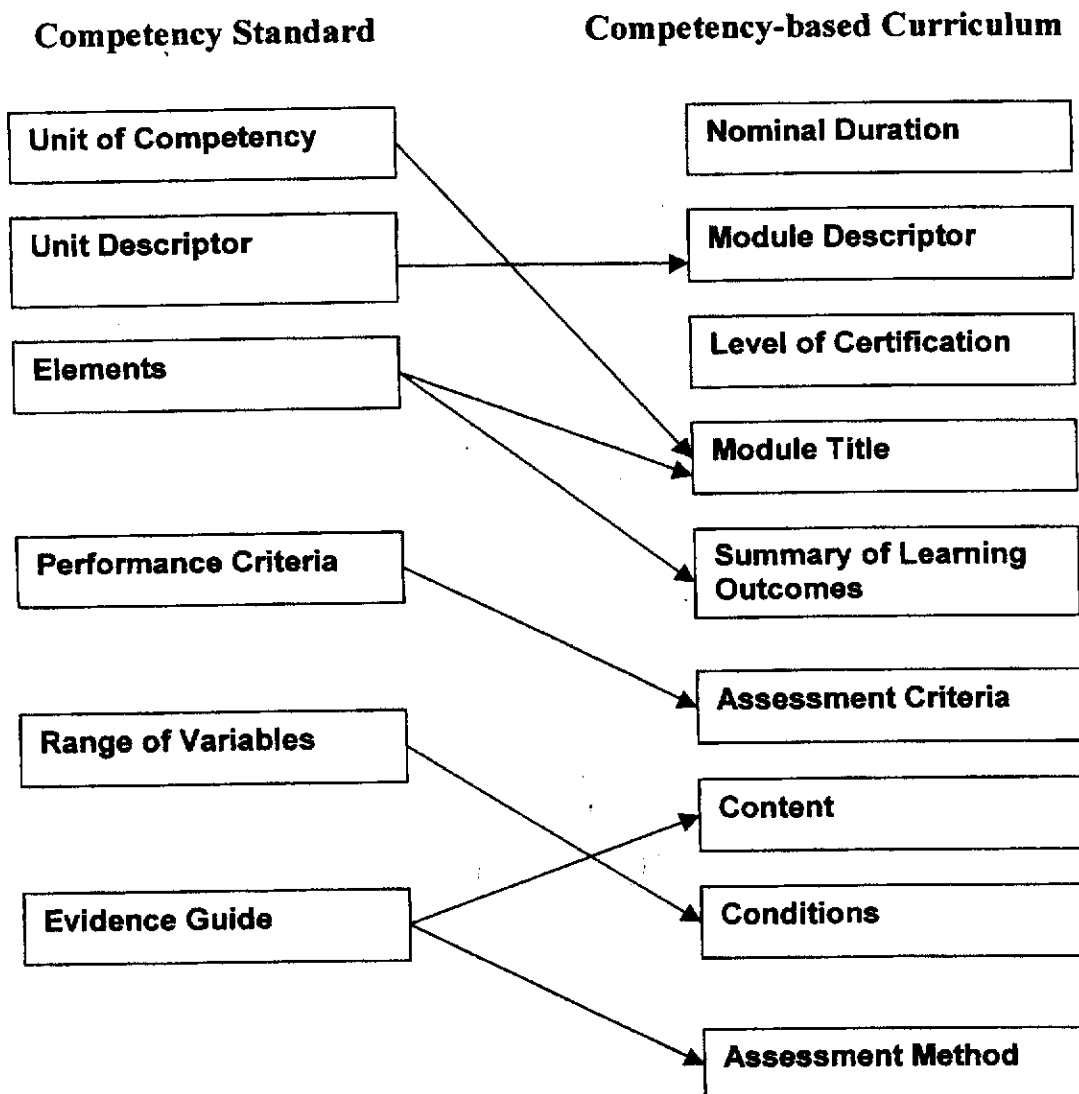 Competency Standard
Competency-based Curriculum
Unit of Competency
Unit Descriptor
Elements
Performance Criteria
Range of Variables
Evidence Guide
Nominal Duration
Module Descriptor
Level of Certification
Module Title
Summary of Learning
Outcomes
Assessment Criteria
Content
Conditions
Assessment Method